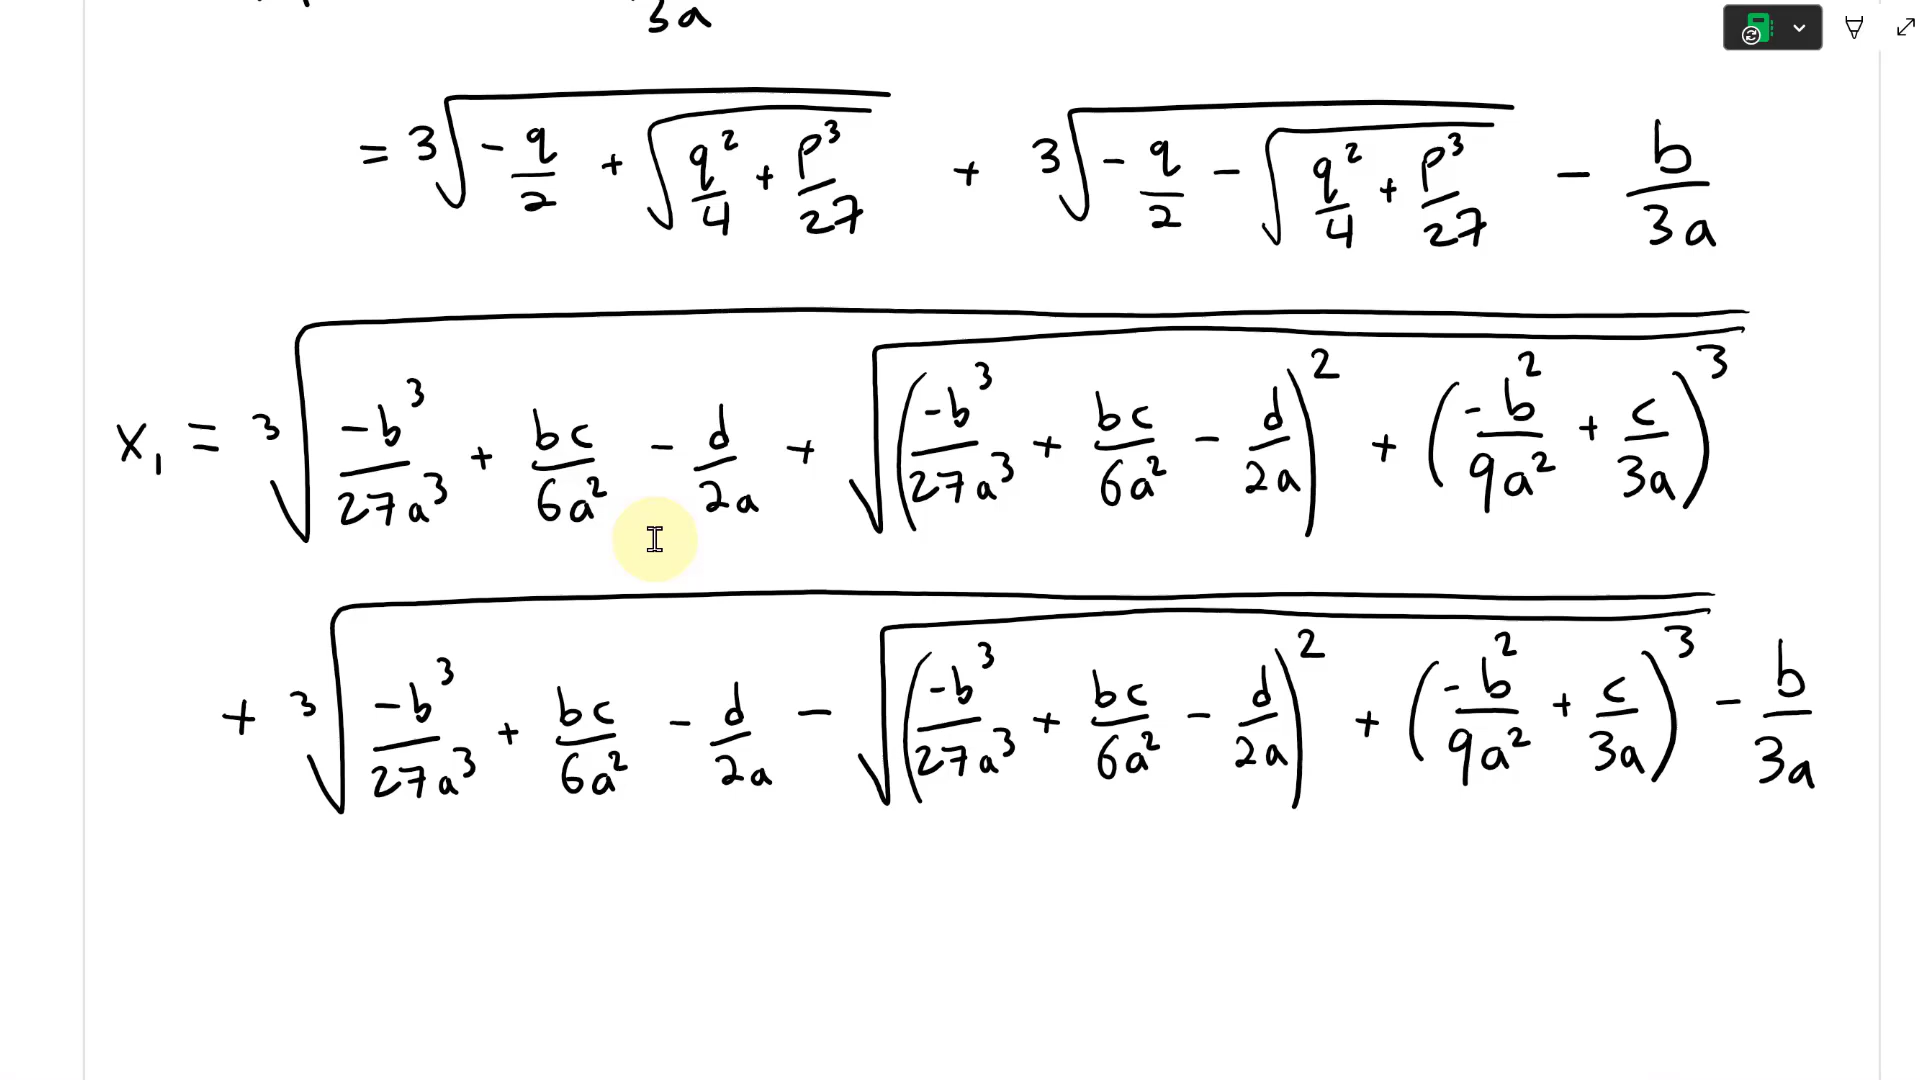 3a
= ∛(-q/2 + √(q²/4 + p³/27)) + ∛(-q/2 - √(q²/4 + p³/27)) - b/3a
x₁ = ∛(-b³/27a³ + bc/6a² - d/2a + √((-b³/27a³ + bc/6a² - d/2a)² + (-b²/9a² + c/3a)³))
+ ∛(-b³/27a³ + bc/6a² - d/2a - √((-b³/27a³ + bc/6a² - d/2a)² + (-b²/9a² + c/3a)³)) - b/3a